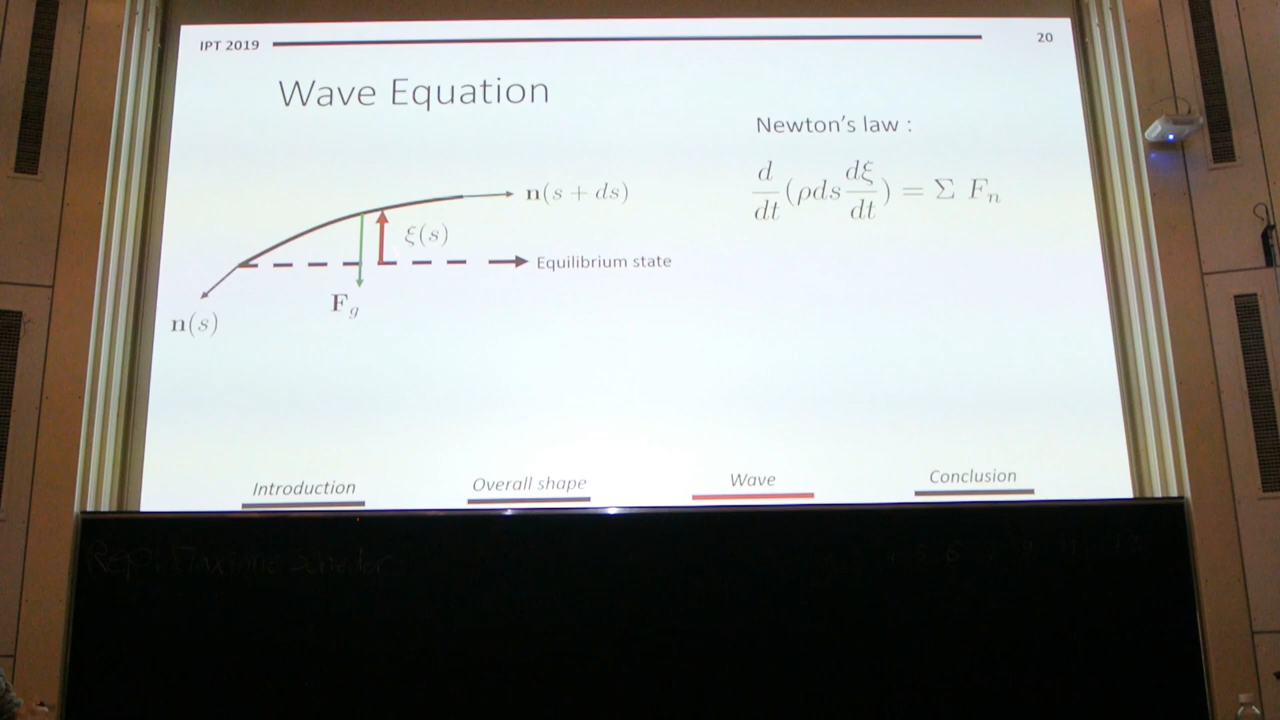 IPT 2019
20
Wave Equation
Newton's law :
d/dt(ρds dξ/dt) = Σ Fₙ
n(s + ds)
ξ(s)
Equilibrium state
F_g
n(s)
Introduction
Overall shape
Wave
Conclusion